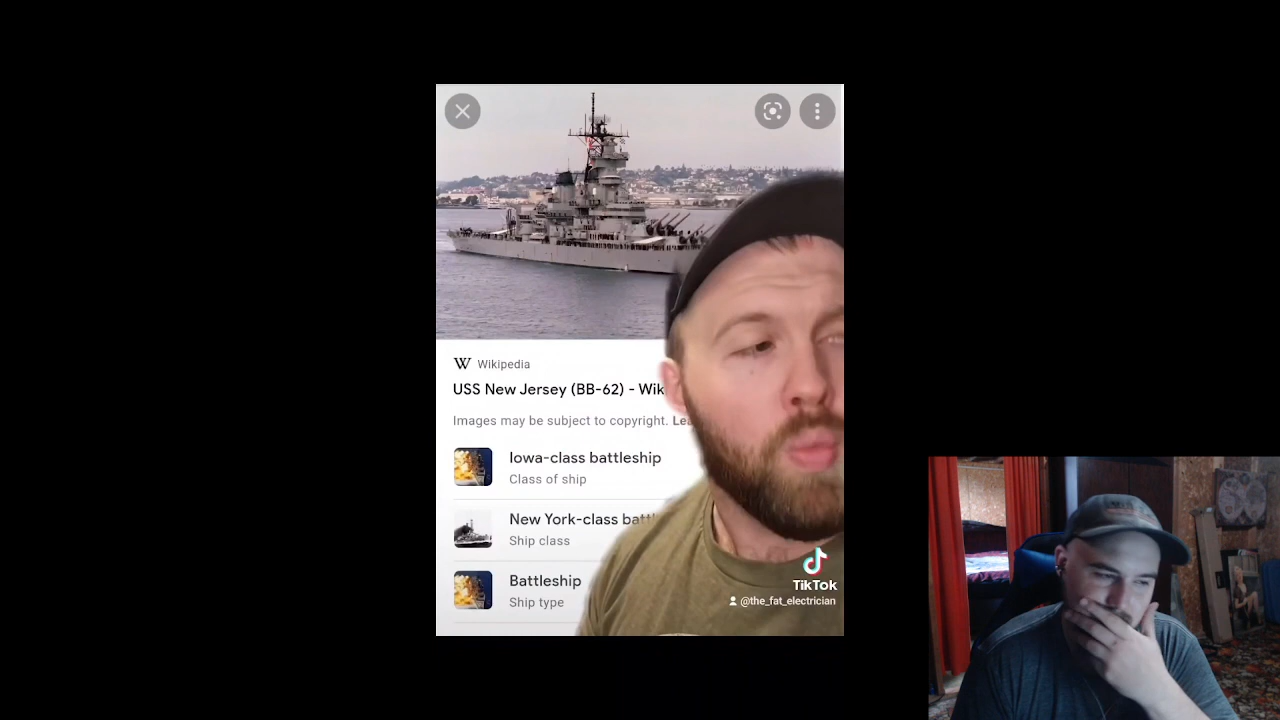 Wikipedia
USS New Jersey (BB-62) - Wik
Images may be subject to copyright. Le
Iowa-class battleship
Class of ship
New York-class batt
Ship class
Battleship
Ship type
TikTok
@the_fat_electrician